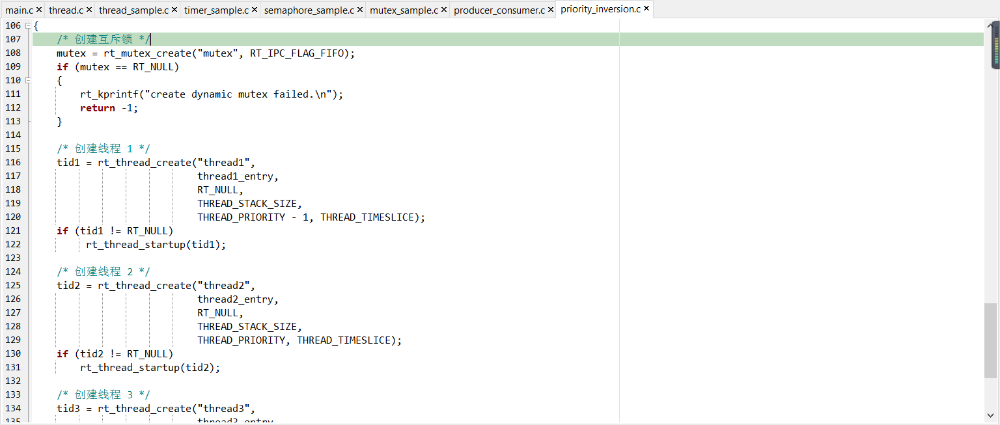 main.c thread.c thread_sample.c timer_sample.c semaphore_sample.c mutex_sample.c producer_consumer.c priority_inversion.c
106 {
107 /* 创建互斥锁 */
108 mutex = rt_mutex_create("mutex", RT_IPC_FLAG_FIFO);
109 if (mutex == RT_NULL)
110 {
111 rt_kprintf("create dynamic mutex failed.\n");
112 return -1;
113 }
114
115 /* 创建线程 1 */
116 tid1 = rt_thread_create("thread1",
117 thread1_entry,
118 RT_NULL,
119 THREAD_STACK_SIZE,
120 THREAD_PRIORITY - 1, THREAD_TIMESLICE);
121 if (tid1 != RT_NULL)
122 rt_thread_startup(tid1);
123
124 /* 创建线程 2 */
125 tid2 = rt_thread_create("thread2",
126 thread2_entry,
127 RT_NULL,
128 THREAD_STACK_SIZE,
129 THREAD_PRIORITY, THREAD_TIMESLICE);
130 if (tid2 != RT_NULL)
131 rt_thread_startup(tid2);
132
133 /* 创建线程 3 */
134 tid3 = rt_thread_create("thread3",
135 thread3_entry,